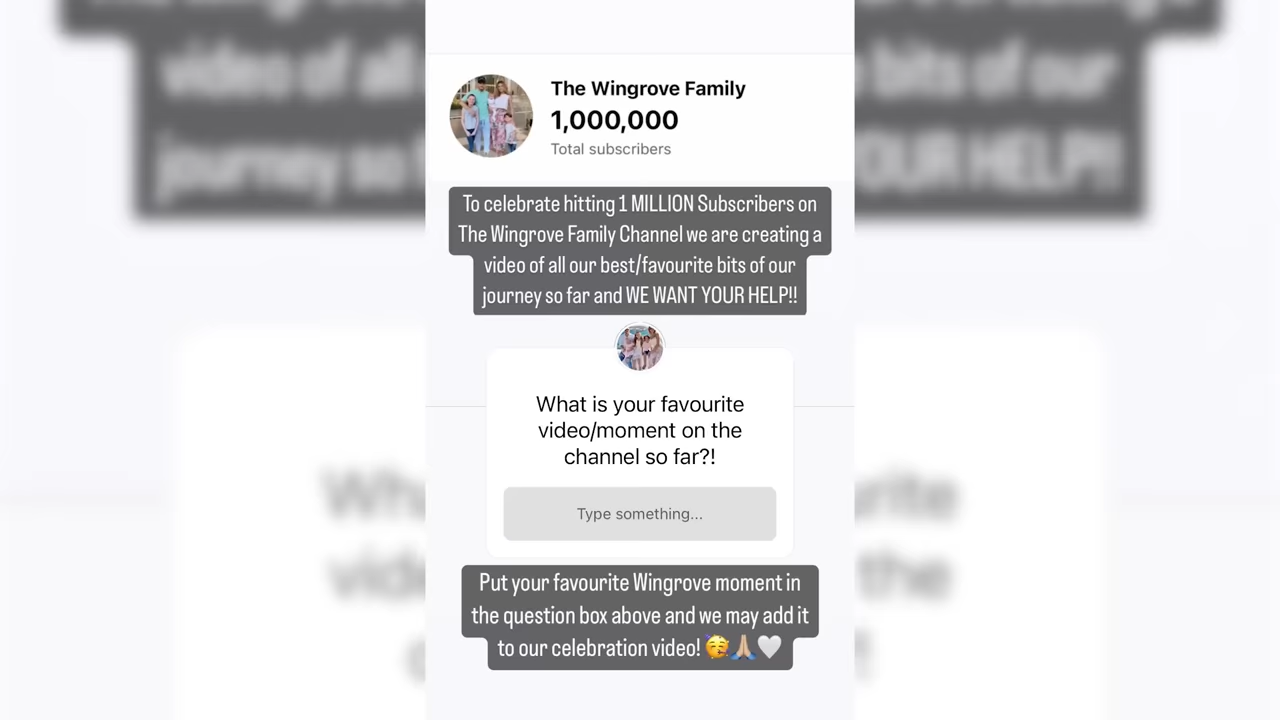 The Wingrove Family
1,000,000
Total subscribers
To celebrate hitting 1 MILLION Subscribers on
The Wingrove Family Channel we are creating a
video of all our best/favourite bits of our
journey so far and WE WANT YOUR HELP!!
What is your favourite
video/moment on the
channel so far?!
Type something...
Put your favourite Wingrove moment in
the question box above and we may add it
to our celebration video! 🥳🙏🏼🤍